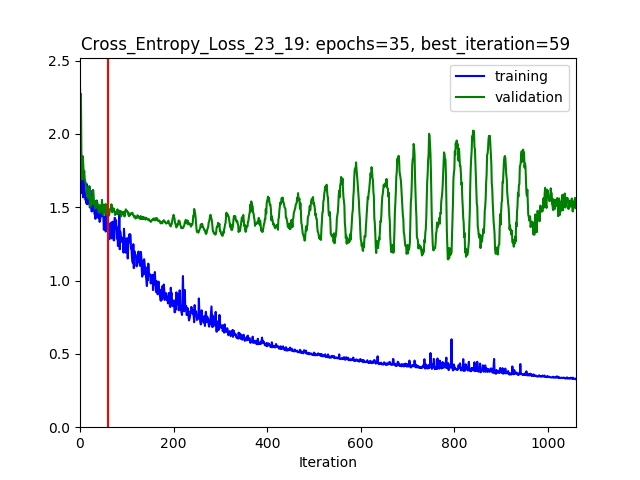 Cross_Entropy_Loss_23_19: epochs=35, best_iteration=59
training
validation
2.5
2.0
1.5
1.0
0.5
0.0
0 200 400 600 800 1000
Iteration